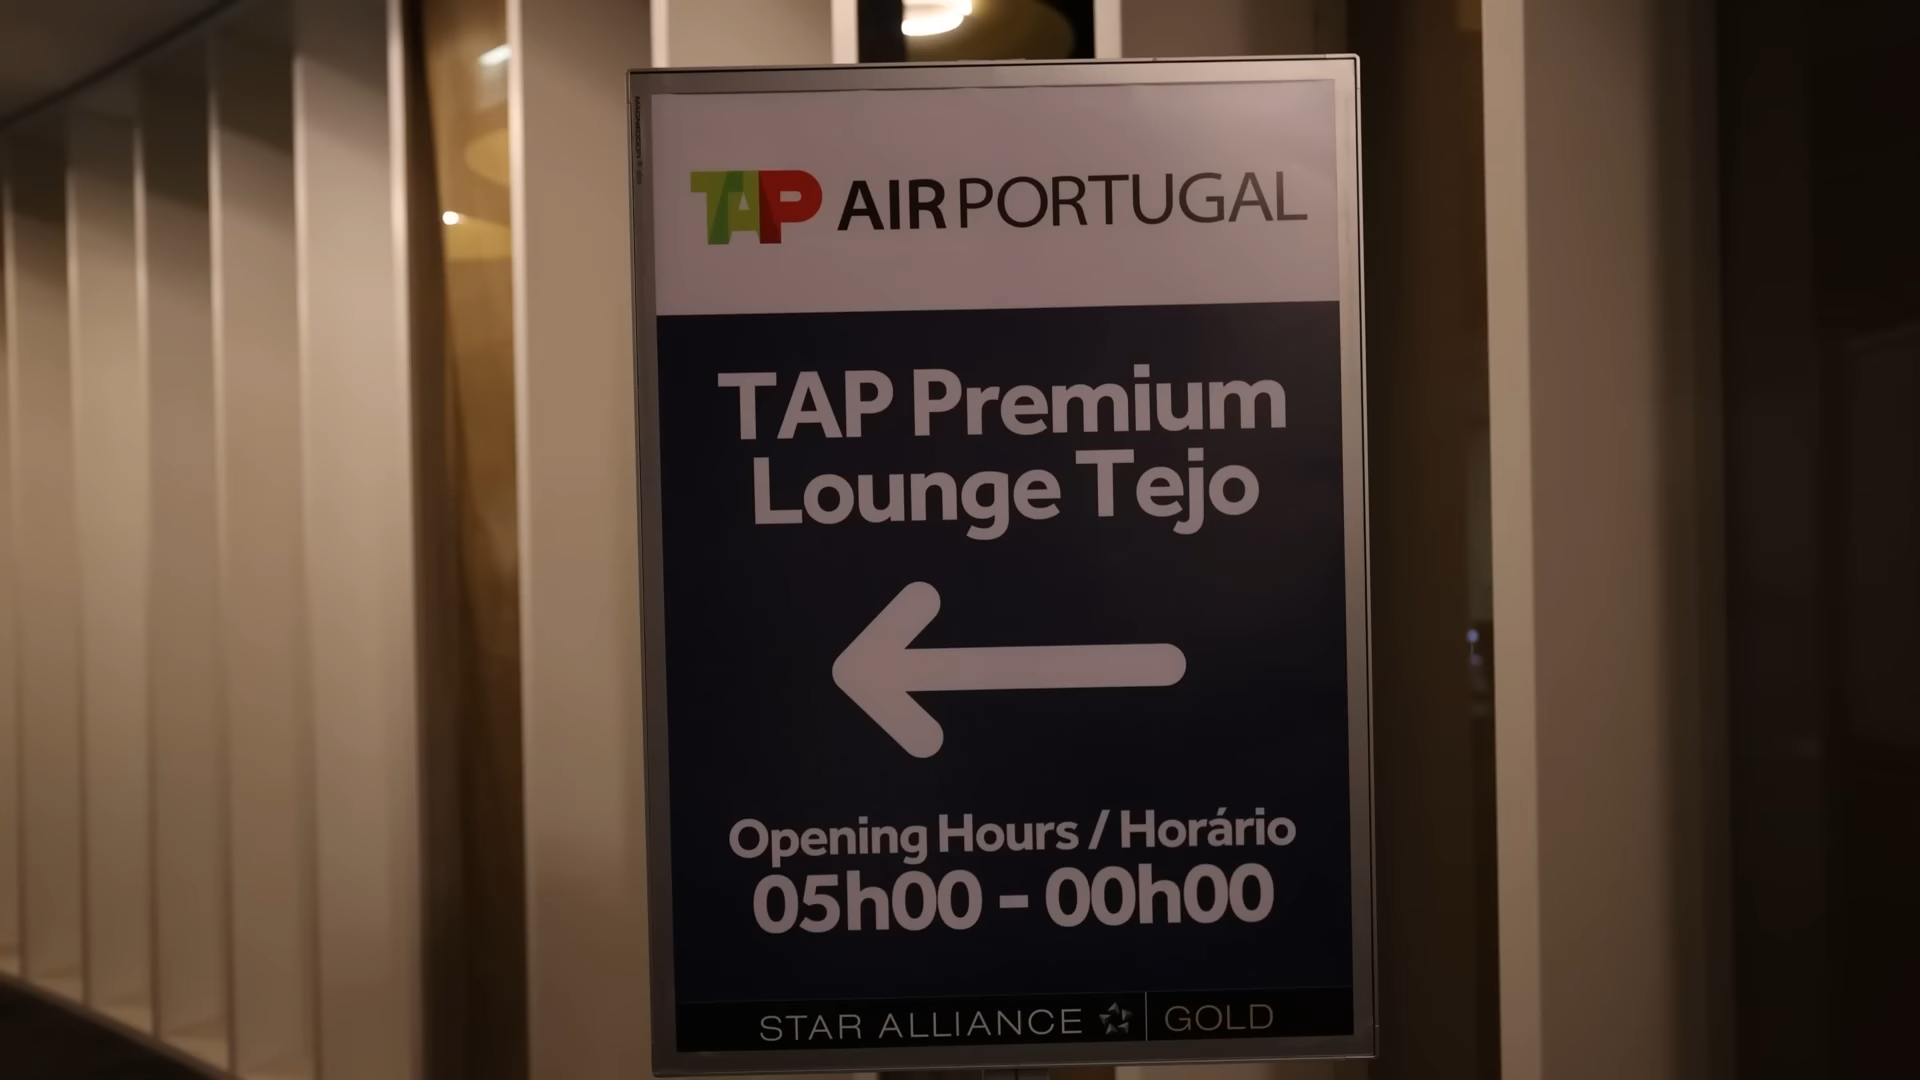 TAP AIR PORTUGAL
TAP Premium
Lounge Tejo
Opening Hours / Horário
05h00 - 00h00
STAR ALLIANCE GOLD